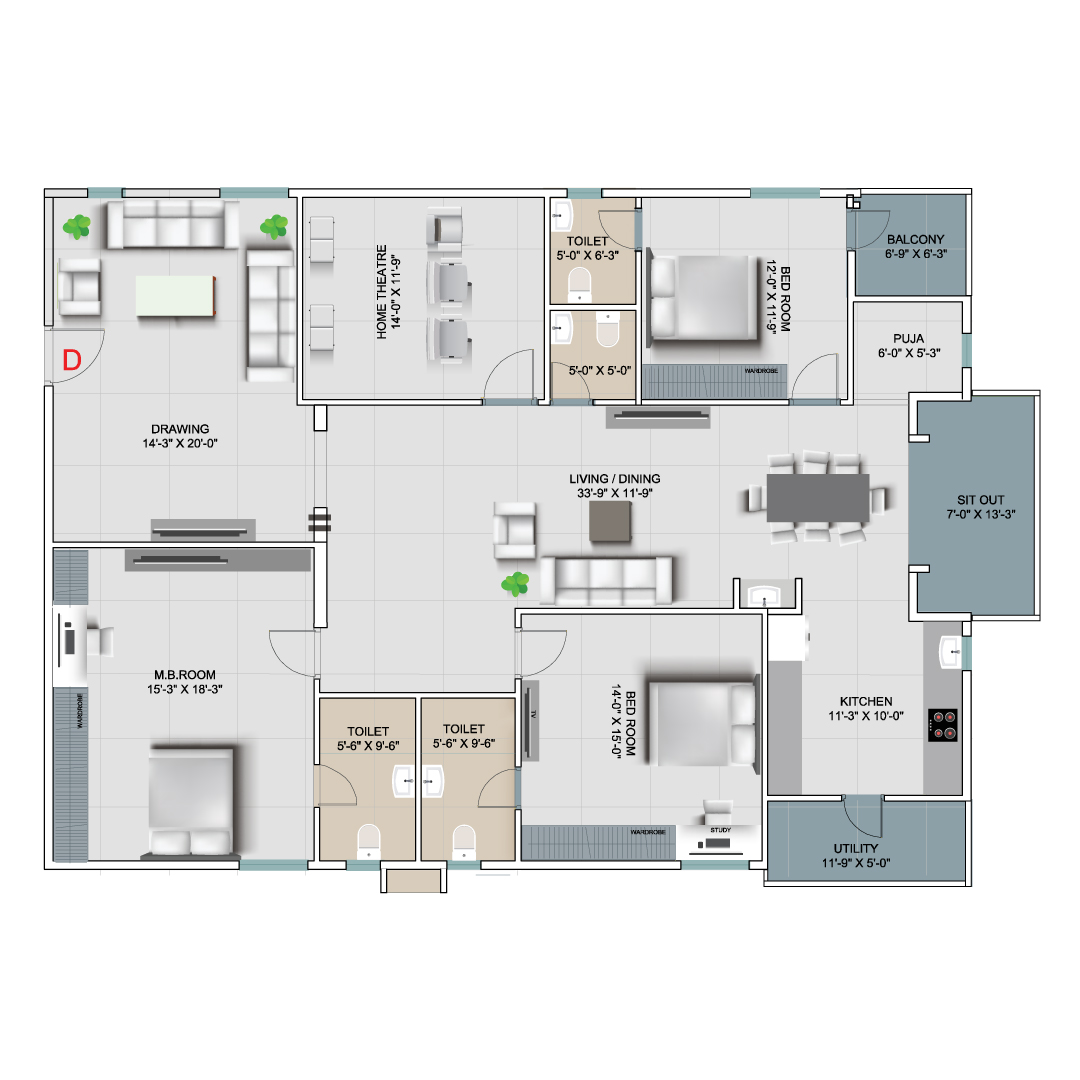 D
DRAWING
14'-3" X 20'-0"
HOME THEATRE
14'-0" X 11'-9"
TOILET
5'-0" X 6'-3"
5'-0" X 5'-0"
BED ROOM
12'-0" X 11'-9"
WARDROBE
BALCONY
6'-9" X 6'-3"
PUJA
6'-0" X 5'-3"
LIVING / DINING
33'-9" X 11'-9"
SIT OUT
7'-0" X 13'-3"
M.B.ROOM
15'-3" X 18'-3"
WARDROBE
TOILET
5'-6" X 9'-6"
TOILET
5'-6" X 9'-6"
TV
BED ROOM
14'-0" X 15'-0"
WARDROBE
STUDY
KITCHEN
11'-3" X 10'-0"
UTILITY
11'-9" X 5'-0"